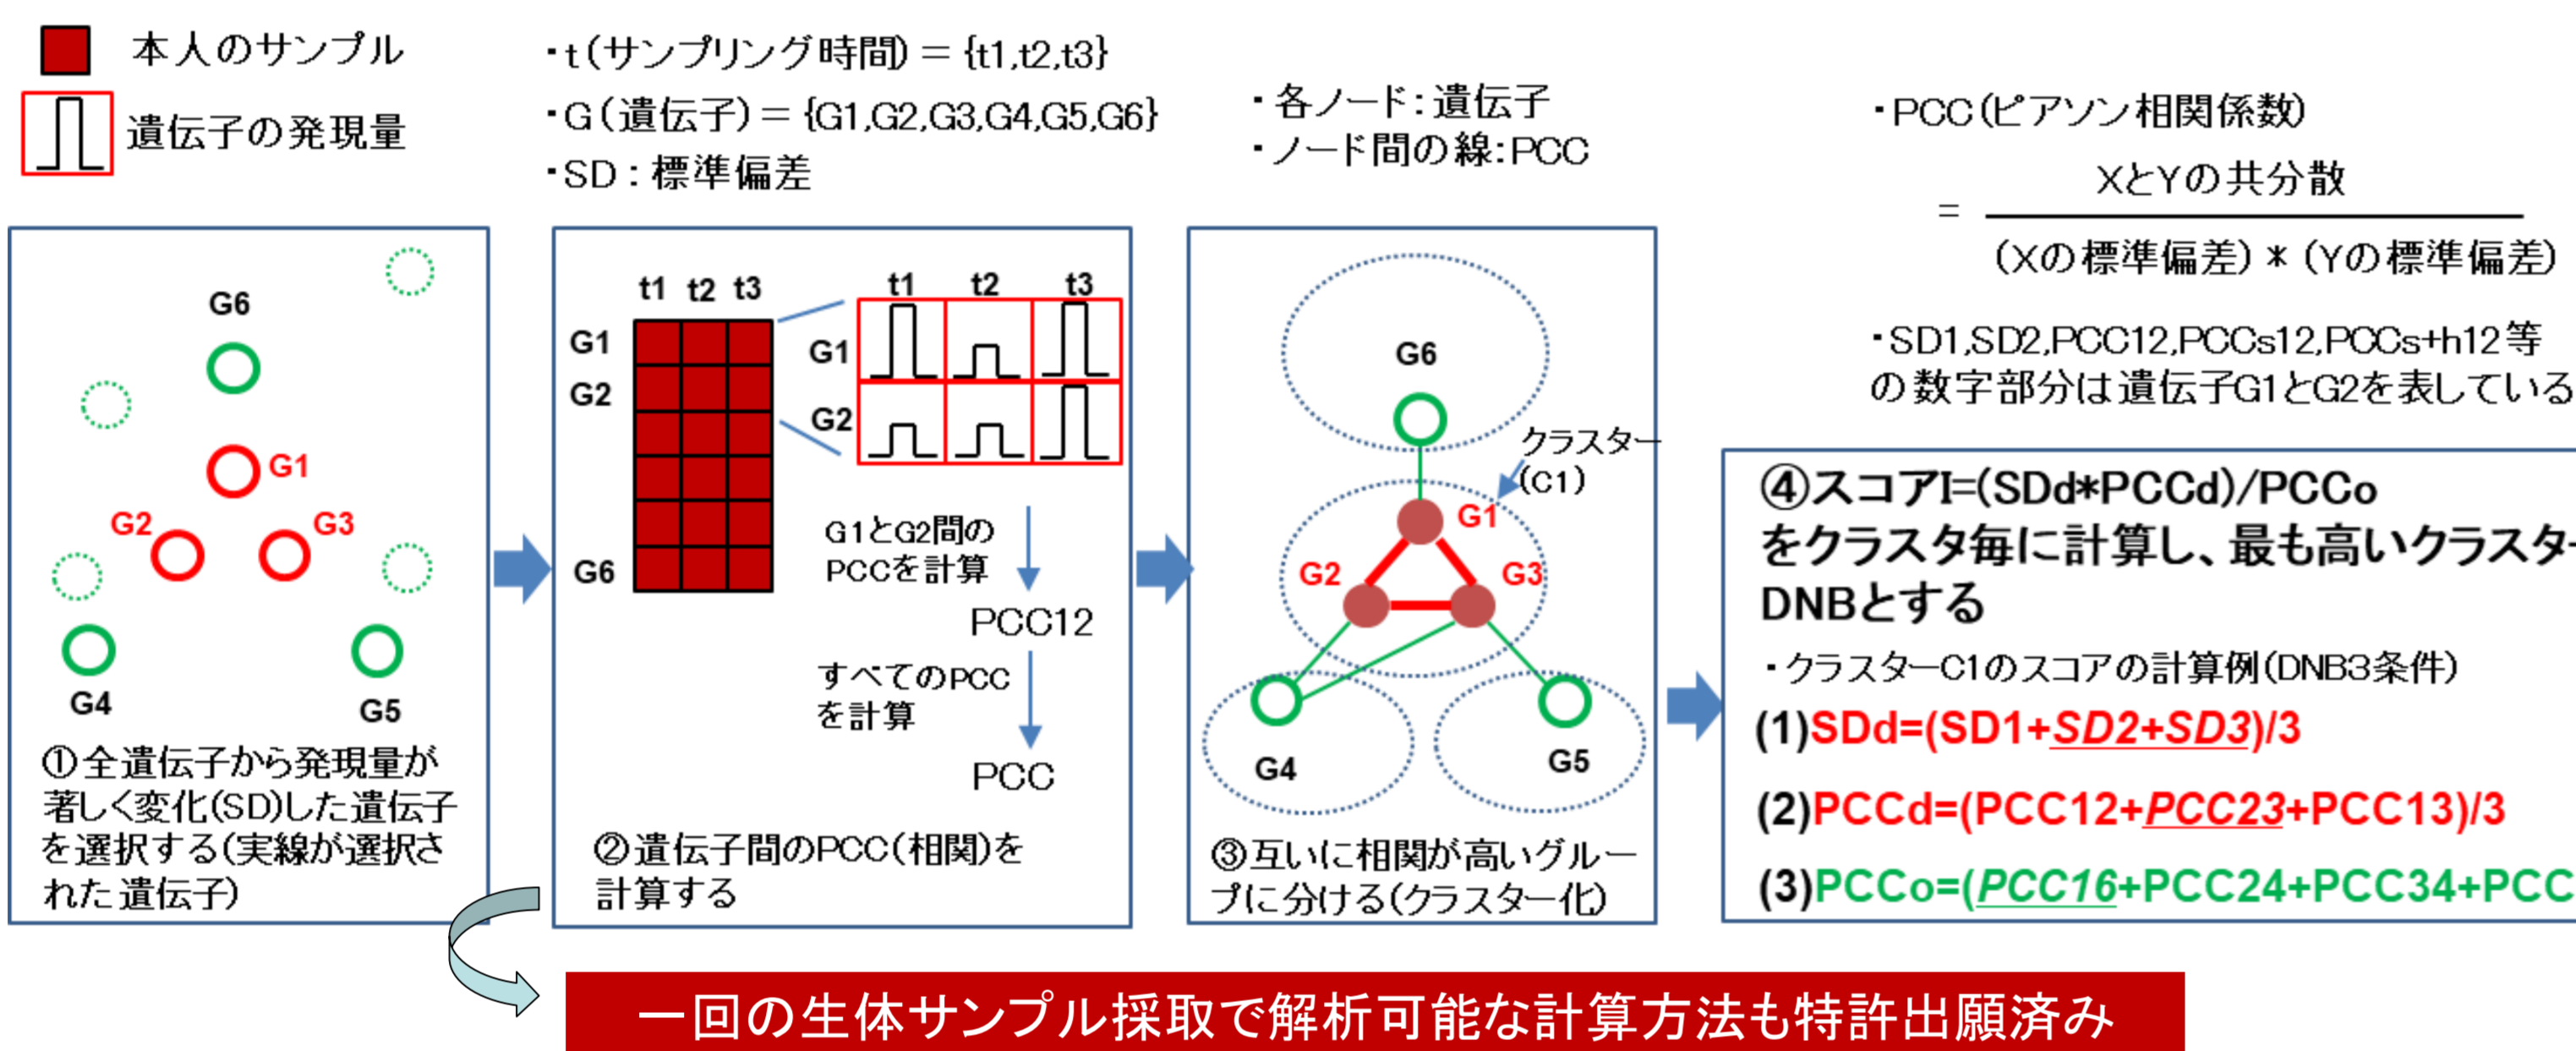 本人のサンプル
遺伝子の発現量
・t(サンプリング時間) = {t1,t2,t3}
・G(遺伝子) = {G1,G2,G3,G4,G5,G6}
・SD : 標準偏差
・各ノード:遺伝子
・ノード間の線:PCC
・PCC(ピアソン相関係数)
=
XとYの共分散
(Xの標準偏差) * (Yの標準偏差)
・SD1,SD2,PCC12,PCCs12,PCCs+h12等
の数字部分は遺伝子G1とG2を表している
G6
G1
G2
G3
G4
G5
①全遺伝子から発現量が
著しく変化(SD)した遺伝子
を選択する(実線が選択さ
れた遺伝子)
t1 t2 t3
G1
G2
G6
t1 t2 t3
G1
G2
G1とG2間の
PCCを計算
PCC12
すべてのPCC
を計算
PCC
②遺伝子間のPCC(相関)を
計算する
G6
クラスター
(C1)
G1
G2
G3
G4
G5
③互いに相関が高いグルー
プに分ける(クラスター化)
④スコアI=(SDd*PCCd)/PCCo
をクラスタ毎に計算し、最も高いクラスター
DNBとする
・クラスターC1のスコアの計算例(DNB3条件)
(1)SDd=(SD1+SD2+SD3)/3
(2)PCCd=(PCC12+PCC23+PCC13)/3
(3)PCCo=(PCC16+PCC24+PCC34+PCC
一回の生体サンプル採取で解析可能な計算方法も特許出願済み